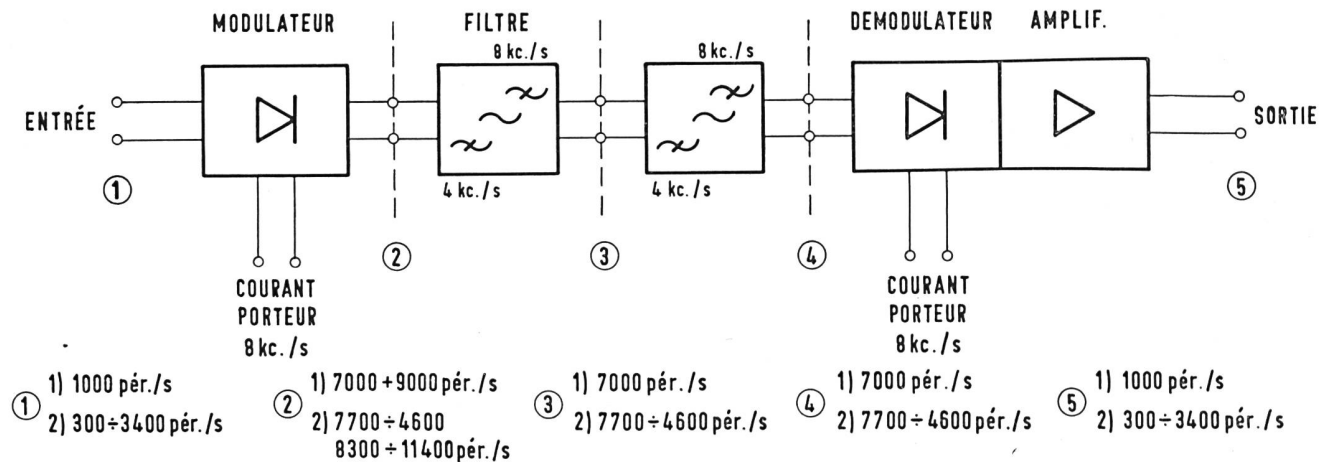 MODULATEUR
FILTRE
DEMODULATEUR
AMPLIF.
8 kc./s
8 kc./s
ENTRÉE
SORTIE
4 kc./s
4 kc./s
①
②
③
④
⑤
COURANT
PORTEUR
8 kc./s
COURANT
PORTEUR
8 kc./s
① 1) 1000 pér./s
2) 300÷3400 pér./s
② 1) 7000 + 9000 pér./s
2) 7700÷4600
8300÷11400 pér./s
③ 1) 7000 pér./s
2) 7700÷4600 pér./s
④ 1) 7000 pér./s
2) 7700÷4600 pér./s
⑤ 1) 1000 pér./s
2) 300÷3400 pér./s